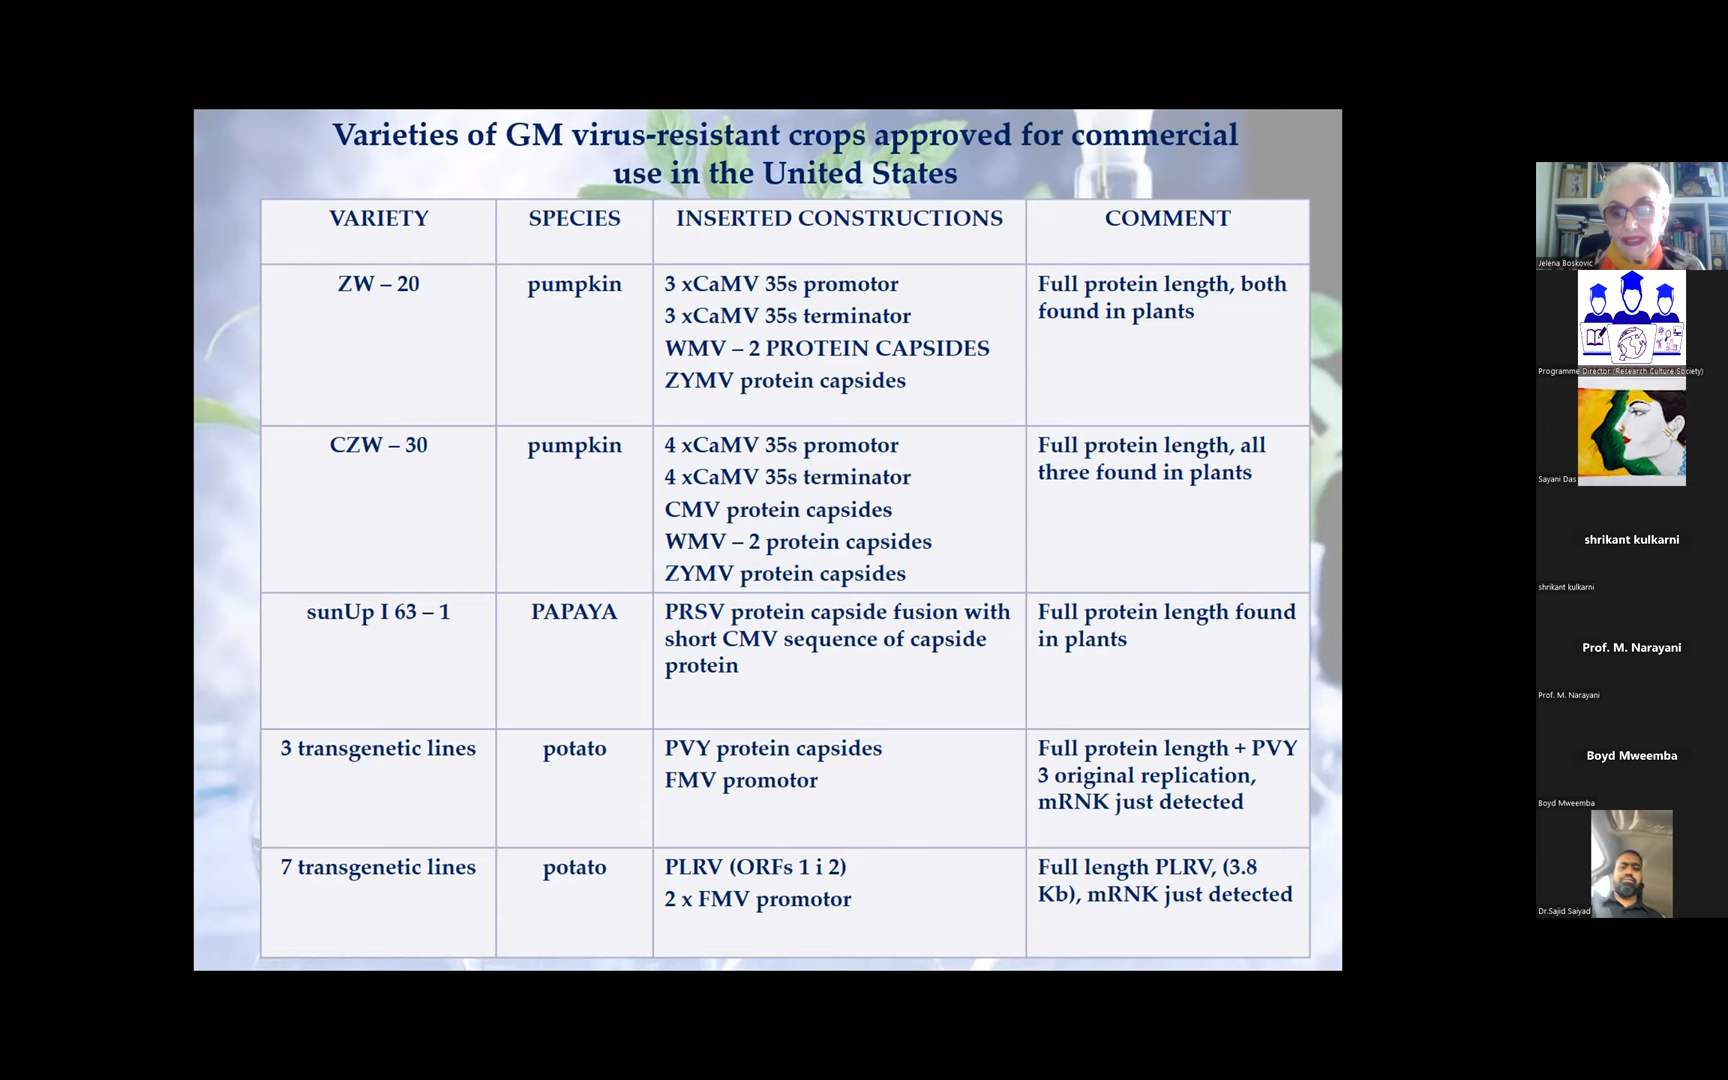 Varieties of GM virus-resistant crops approved for commercial
use in the United States
VARIETY
SPECIES
INSERTED CONSTRUCTIONS
COMMENT
ZW – 20
pumpkin
3 xCaMV 35s promotor
3 xCaMV 35s terminator
WMV – 2 PROTEIN CAPSIDES
ZYMV protein capsides
Full protein length, both
found in plants
CZW – 30
pumpkin
4 xCaMV 35s promotor
4 xCaMV 35s terminator
CMV protein capsides
WMV – 2 protein capsides
ZYMV protein capsides
Full protein length, all
three found in plants
sunUp I 63 – 1
PAPAYA
PRSV protein capside fusion with
short CMV sequence of capside
protein
Full protein length found
in plants
3 transgenetic lines
potato
PVY protein capsides
FMV promotor
Full protein length + PVY
3 original replication,
mRNK just detected
7 transgenetic lines
potato
PLRV (ORFs 1 i 2)
2 x FMV promotor
Full length PLRV, (3.8
Kb), mRNK just detected
Jelena Boskovic
Programme Director (Research Culture Society)
Sayani Das
shrikant kulkarni
shrikant kulkarni
Prof. M. Narayani
Prof. M. Narayani
Boyd Mweemba
Boyd Mweemba
Dr.Sajid Saiyad